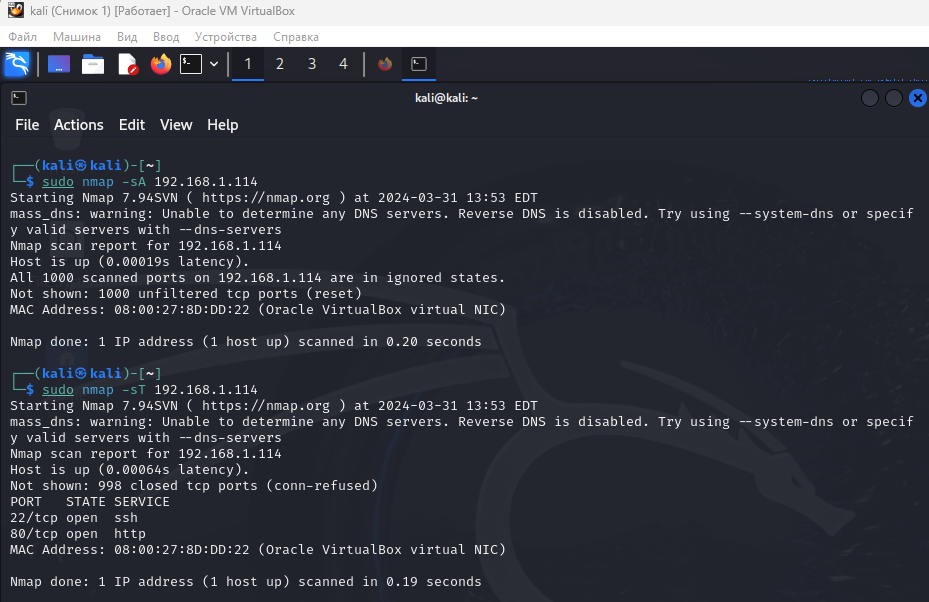 kali (Снимок 1) [Работает] - Oracle VM VirtualBox
Файл Машина Вид Ввод Устройства Справка
1 2 3 4
kali@kali: ~
File Actions Edit View Help
┌──(kali㉿kali)-[~]
└─$ sudo nmap -sA 192.168.1.114
Starting Nmap 7.94SVN ( https://nmap.org ) at 2024-03-31 13:53 EDT
mass_dns: warning: Unable to determine any DNS servers. Reverse DNS is disabled. Try using --system-dns or specif
y valid servers with --dns-servers
Nmap scan report for 192.168.1.114
Host is up (0.00019s latency).
All 1000 scanned ports on 192.168.1.114 are in ignored states.
Not shown: 1000 unfiltered tcp ports (reset)
MAC Address: 08:00:27:8D:DD:22 (Oracle VirtualBox virtual NIC)
Nmap done: 1 IP address (1 host up) scanned in 0.20 seconds
┌──(kali㉿kali)-[~]
└─$ sudo nmap -sT 192.168.1.114
Starting Nmap 7.94SVN ( https://nmap.org ) at 2024-03-31 13:53 EDT
mass_dns: warning: Unable to determine any DNS servers. Reverse DNS is disabled. Try using --system-dns or specif
y valid servers with --dns-servers
Nmap scan report for 192.168.1.114
Host is up (0.00064s latency).
Not shown: 998 closed tcp ports (conn-refused)
PORT   STATE SERVICE
22/tcp open  ssh
80/tcp open  http
MAC Address: 08:00:27:8D:DD:22 (Oracle VirtualBox virtual NIC)
Nmap done: 1 IP address (1 host up) scanned in 0.19 seconds